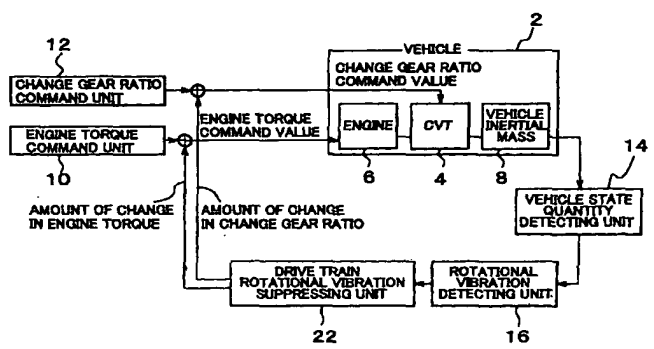 2
VEHICLE
12
CHANGE GEAR RATIO
COMMAND UNIT
CHANGE GEAR RATIO
COMMAND VALUE
ENGINE TORQUE
COMMAND UNIT
10
ENGINE TORQUE
COMMAND VALUE
ENGINE
6
CVT
4
VEHICLE
INERTIAL
MASS
8
14
VEHICLE STATE
QUANTITY
DETECTING UNIT
AMOUNT OF CHANGE
IN ENGINE TORQUE
AMOUNT OF CHANGE
IN CHANGE GEAR RATIO
DRIVE TRAIN
ROTATIONAL VIBRATION
SUPPRESSING UNIT
22
ROTATIONAL
VIBRATION
DETECTING UNIT
16